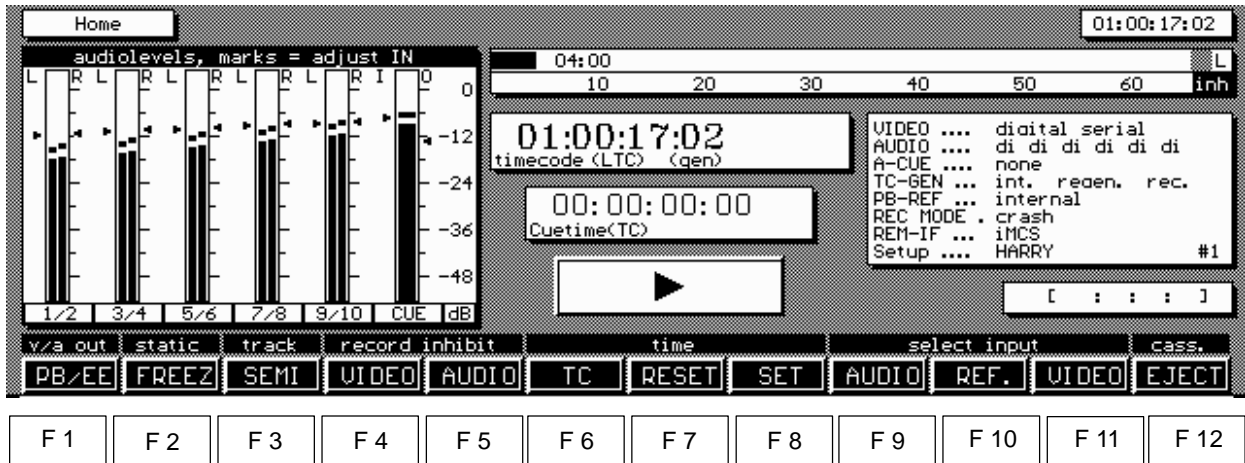 Home
01:00:17:02
audiolevels, marks = adjust IN
L R L R L R L R L R I O
0
-12
-24
-36
-48
1/2 3/4 5/6 7/8 9/10 CUE dB
04:00 L
10 20 30 40 50 60 inh
01:00:17:02
timecode (LTC) (gen)
00:00:00:00
Cuetime(TC)
VIDEO .... digital serial
AUDIO .... di di di di di di
A-CUE .... none
TC-GEN ... int. regen. rec.
PB-REF ... internal
REC MODE . crash
REM-IF ... iMCS
Setup .... HARRY #1
[ : : : ]
v/a out static track record inhibit time select input cass.
PB/EE FREEZ SEMI VIDEO AUDIO TC RESET SET AUDIO REF. VIDEO EJECT
F 1 F 2 F 3 F 4 F 5 F 6 F 7 F 8 F 9 F 10 F 11 F 12